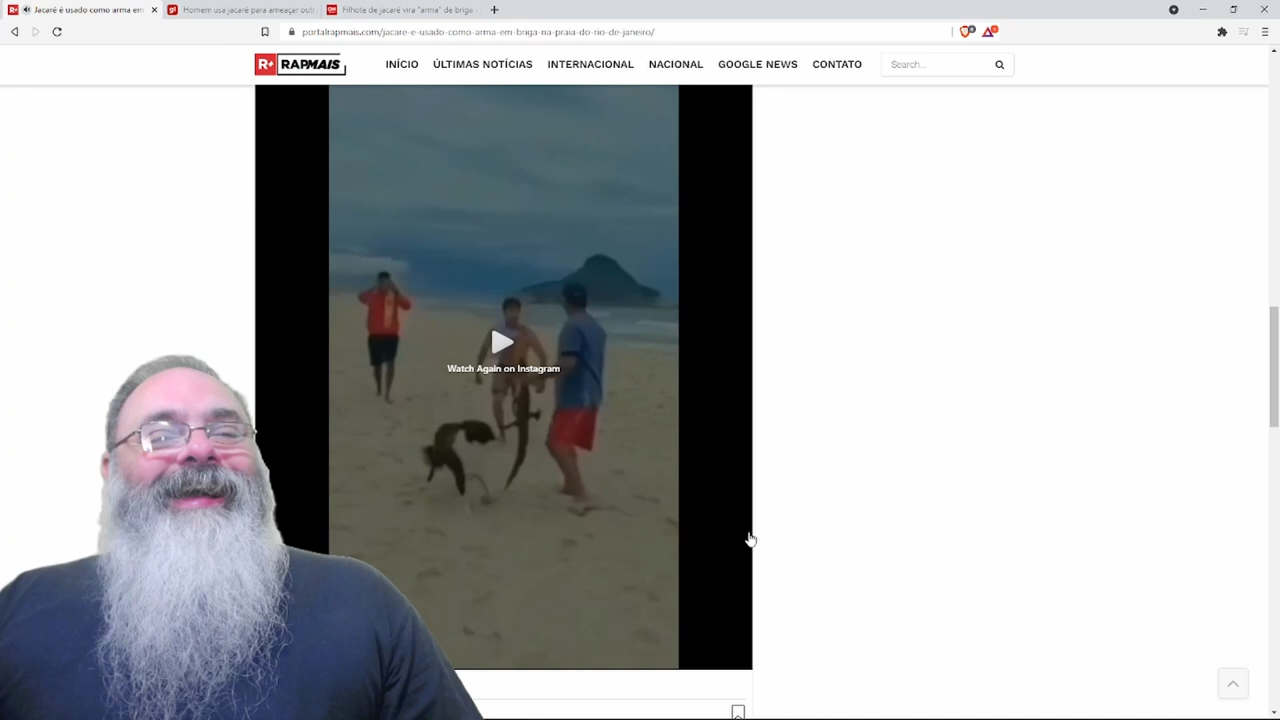 Jacaré é usado como arma em
Homem usa jacaré para ameaçar outr
Filhote de jacaré vira "arma" de briga
portalrapmais.com/jacare-e-usado-como-arma-em-briga-na-praia-do-rio-de-janeiro/
R+ RAPMAIS
INÍCIO
ÚLTIMAS NOTÍCIAS
INTERNACIONAL
NACIONAL
GOOGLE NEWS
CONTATO
Search...
Watch Again on Instagram